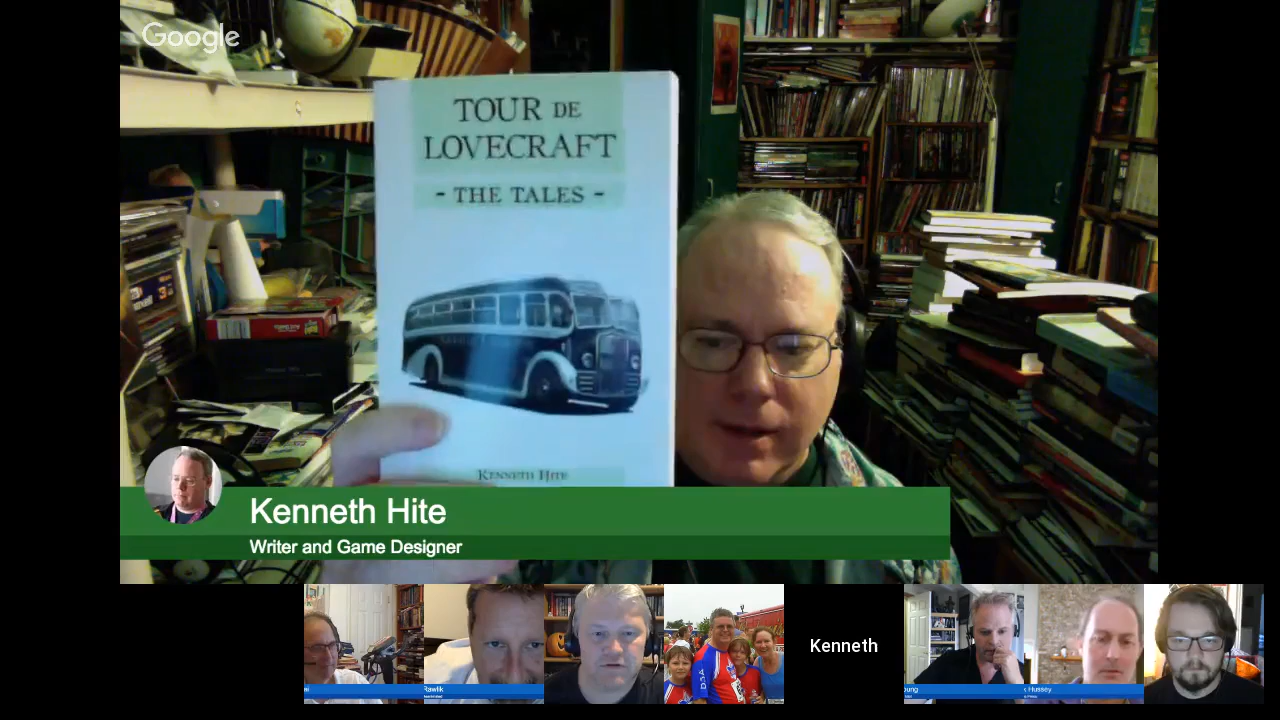 Google
TOUR DE
LOVECRAFT
- THE TALES -
KENNETH HITE
Kenneth Hite
Writer and Game Designer
Kenneth
Rawlik
Hussey